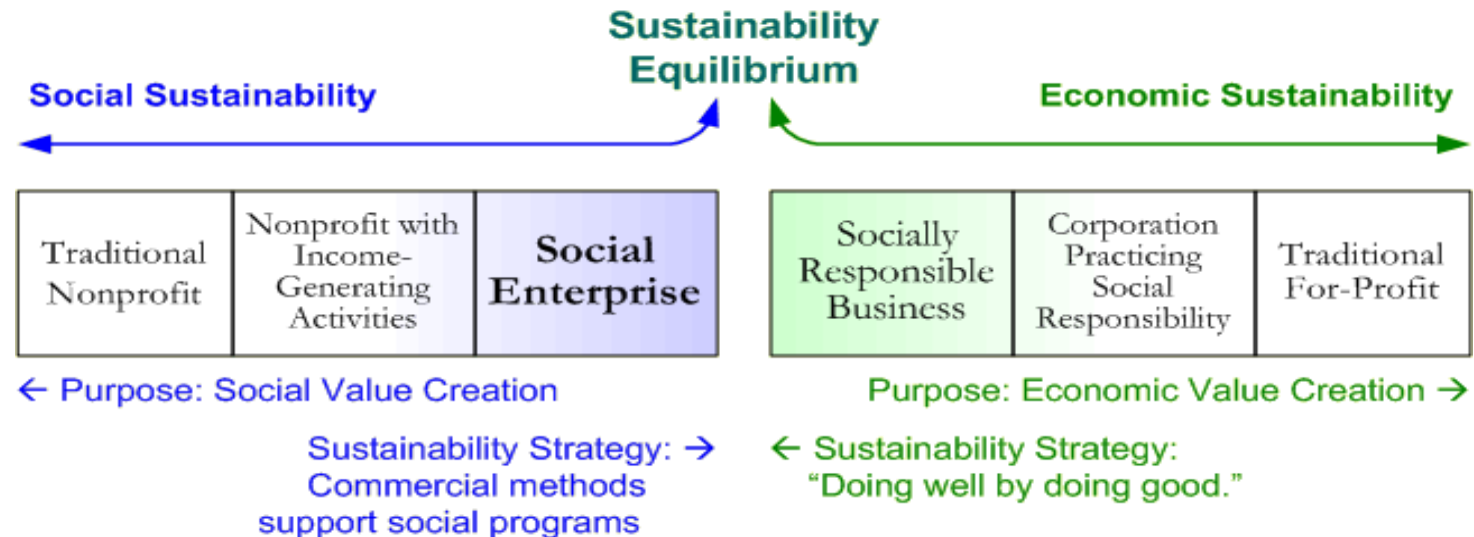 Sustainability
Equilibrium
Social Sustainability
Economic Sustainability
Traditional
Nonprofit
Nonprofit with
Income-
Generating
Activities
Social
Enterprise
Socially
Responsible
Business
Corporation
Practicing
Social
Responsibility
Traditional
For-Profit
← Purpose: Social Value Creation
Purpose: Economic Value Creation →
Sustainability Strategy: →
Commercial methods
support social programs
← Sustainability Strategy:
“Doing well by doing good.”